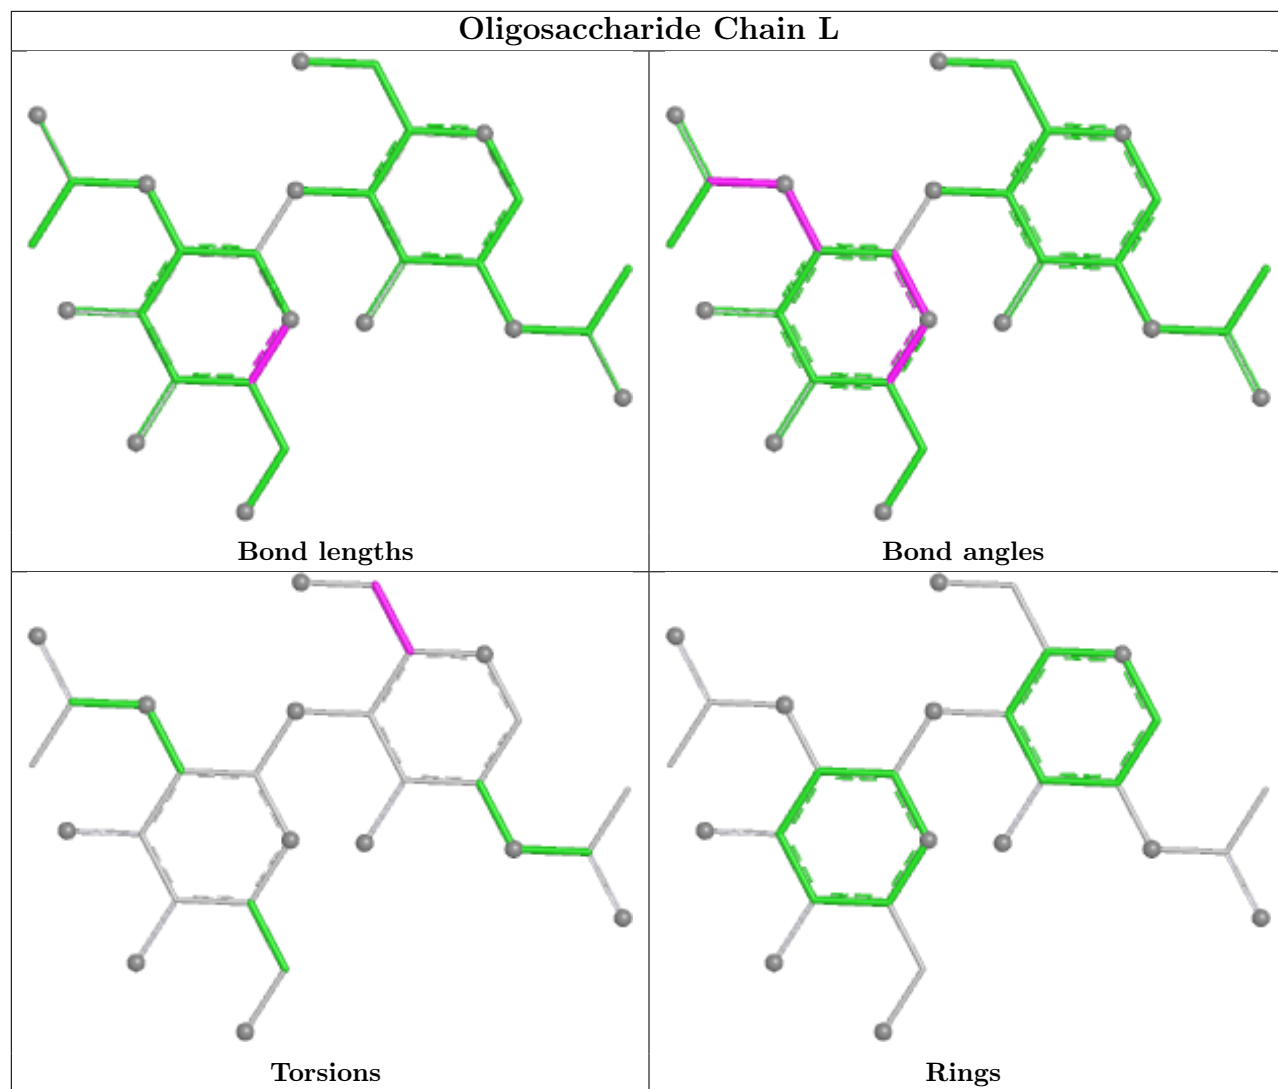 Oligosaccharide Chain L
Bond lengths
Bond angles
Torsions
Rings